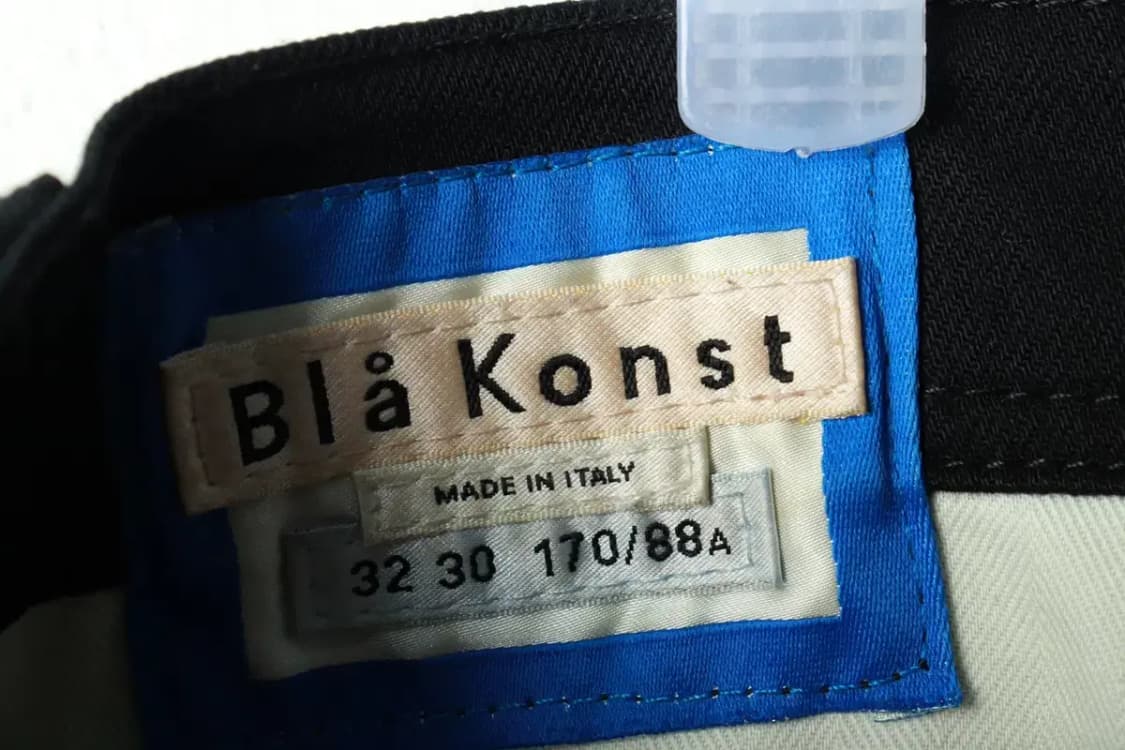 Blå Konst
MADE IN ITALY
32 30 170/88A